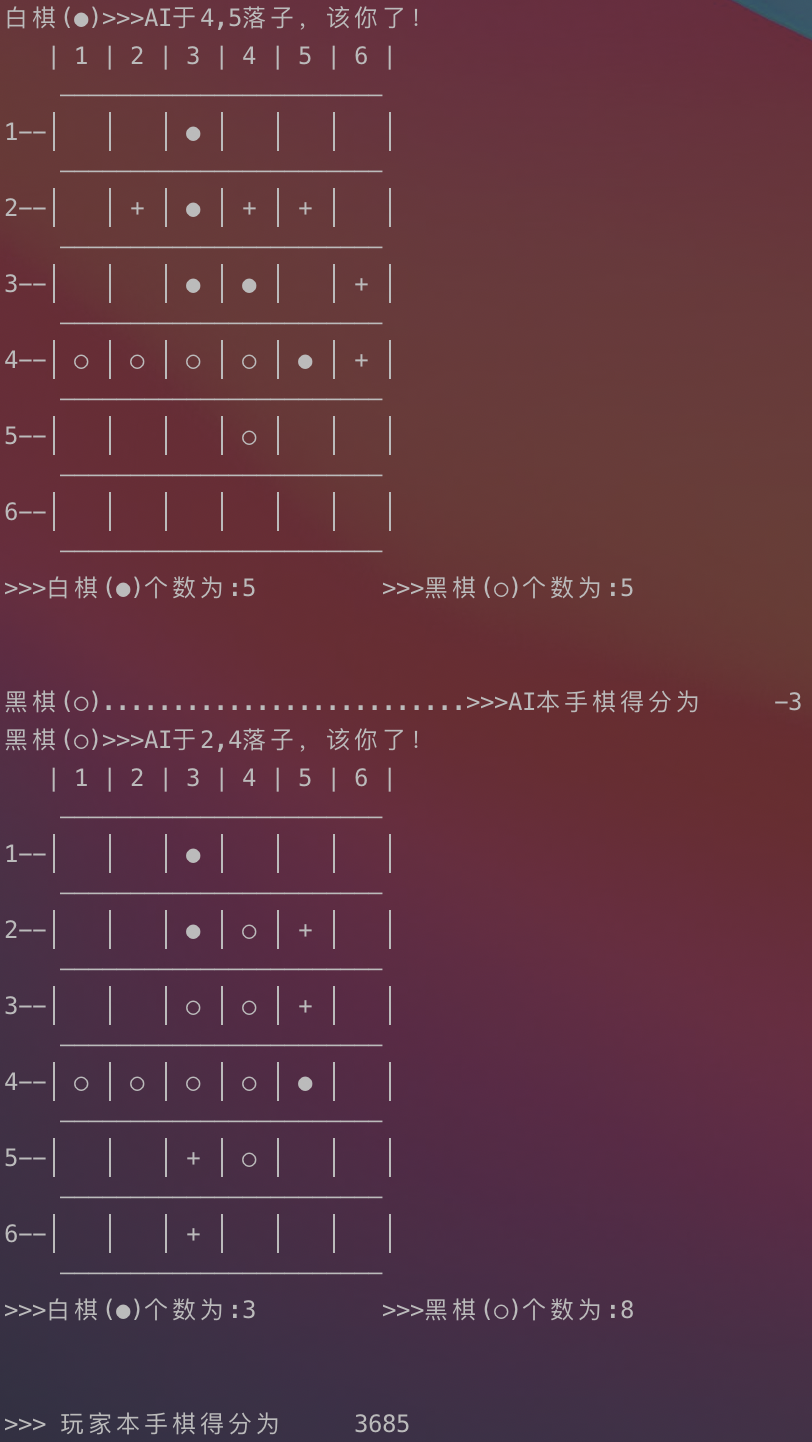 白棋(●)>>>AI于4,5落子, 该你了!
| 1 | 2 | 3 | 4 | 5 | 6 |
1——|   |   | ● |   |   |   |
2——|   | + | ● | + | + |   |
3——|   |   | ● | ● |   | + |
4——| ○ | ○ | ○ | ○ | ● | + |
5——|   |   |   | ○ |   |   |
6——|   |   |   |   |   |   |
>>>白棋(●)个数为:5 >>>黑棋(○)个数为:5
黑棋(○)..........................>>>AI本手棋得分为 −3
黑棋(○)>>>AI于2,4落子, 该你了!
| 1 | 2 | 3 | 4 | 5 | 6 |
1——|   |   | ● |   |   |   |
2——|   |   | ● | ○ | + |   |
3——|   |   | ○ | ○ | + |   |
4——| ○ | ○ | ○ | ○ | ● |   |
5——|   |   | + | ○ |   |   |
6——|   |   | + |   |   |   |
>>>白棋(●)个数为:3 >>>黑棋(○)个数为:8
>>> 玩家本手棋得分为 3685